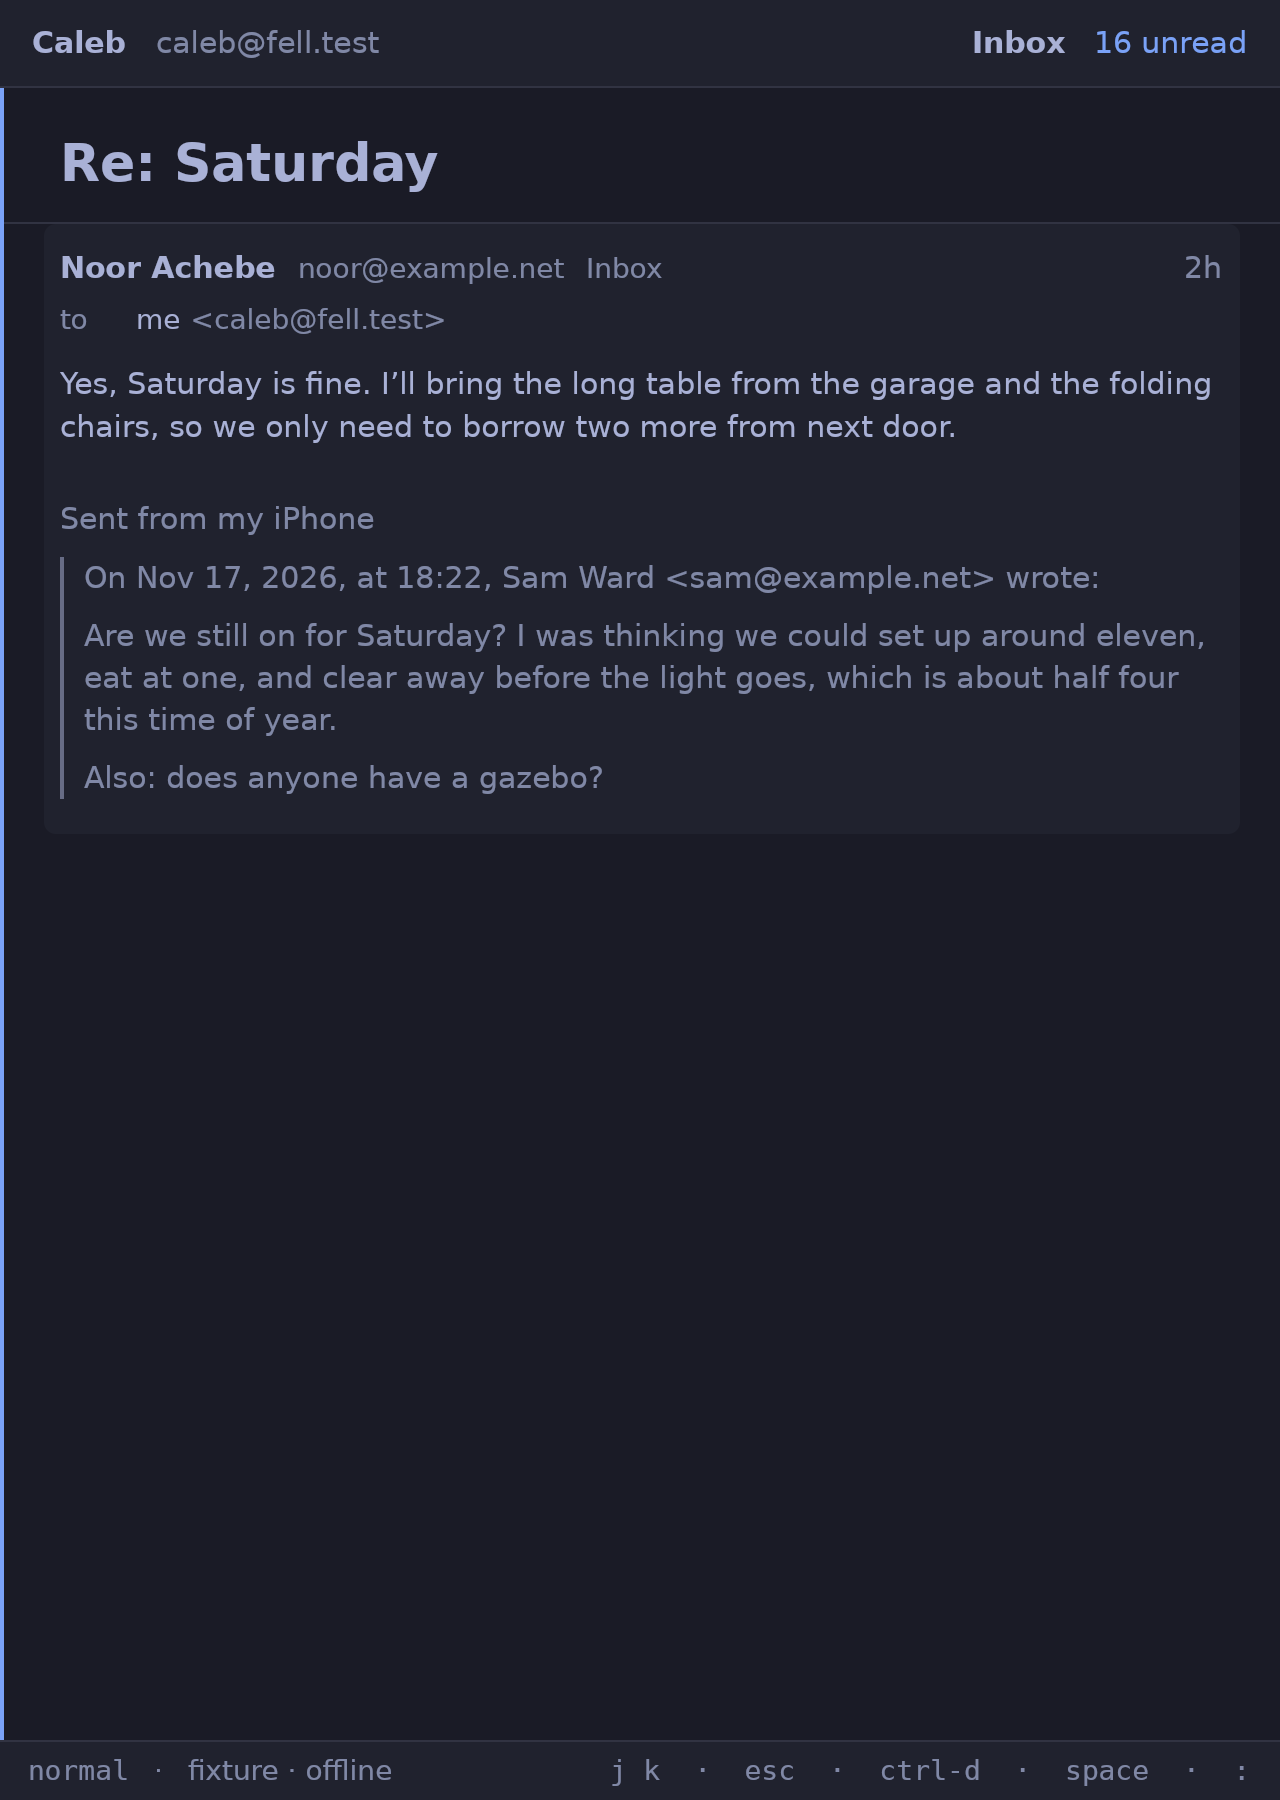 Caleb caleb@fell.test Inbox 16 unread
Re: Saturday
Noor Achebe noor@example.net Inbox 2h
to me <caleb@fell.test>
Yes, Saturday is fine. I’ll bring the long table from the garage and the folding
chairs, so we only need to borrow two more from next door.
Sent from my iPhone
On Nov 17, 2026, at 18:22, Sam Ward <sam@example.net> wrote:
Are we still on for Saturday? I was thinking we could set up around eleven,
eat at one, and clear away before the light goes, which is about half four
this time of year.
Also: does anyone have a gazebo?
normal · fixture · offline j k · esc · ctrl-d · space · :